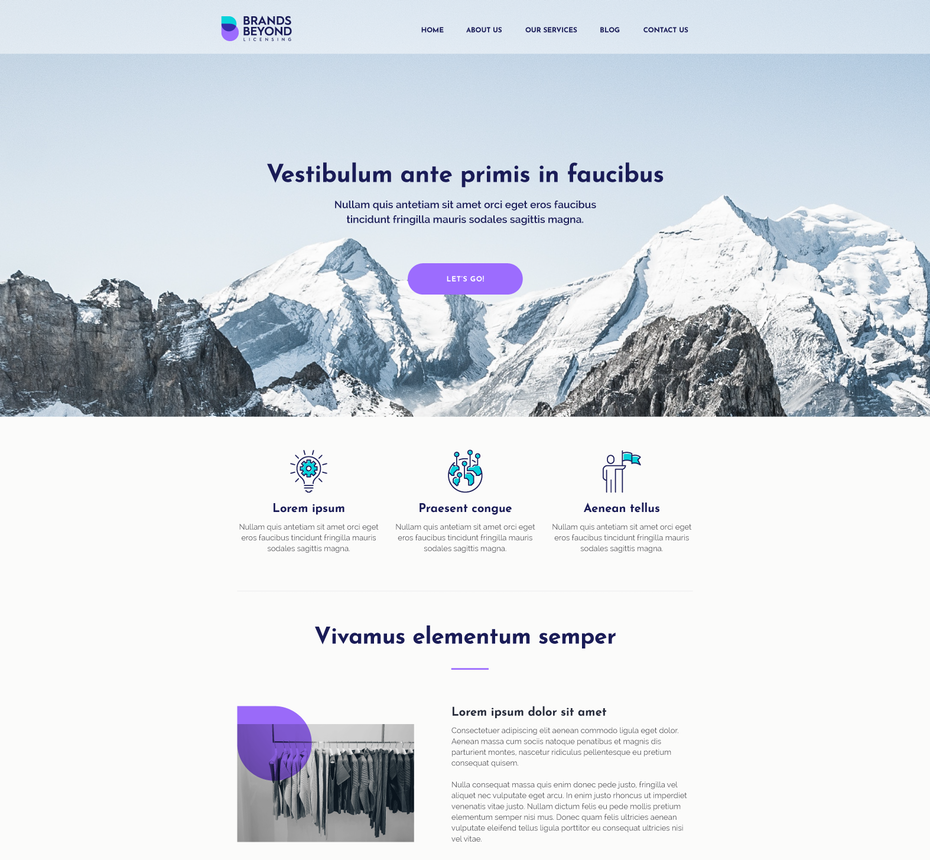 BRANDS
BEYOND
LICENSING
HOME ABOUT US OUR SERVICES BLOG CONTACT US
Vestibulum ante primis in faucibus
Nullam quis antetiam sit amet orci eget eros faucibus
tincidunt fringilla mauris sodales sagittis magna.
LET'S GO!
Lorem ipsum
Nullam quis antetiam sit amet orci eget
eros faucibus tincidunt fringilla mauris
sodales sagittis magna.
Praesent congue
Nullam quis antetiam sit amet orci eget
eros faucibus tincidunt fringilla mauris
sodales sagittis magna.
Aenean tellus
Nullam quis antetiam sit amet orci eget
eros faucibus tincidunt fringilla mauris
sodales sagittis magna.
Vivamus elementum semper
Lorem ipsum dolor sit amet
Consectetuer adipiscing elit aenean commodo ligula eget dolor.
Aenean massa cum sociis natoque penatibus et magnis dis
parturient montes, nascetur ridiculus pellentesque eu pretium
consequat quisem.
Nulla consequat massa quis enim donec pede justo, fringilla vel
aliquet nec vulputate eget arcu. In enim justo rhoncus ut imperdiet
venenatis vitae justo. Nullam dictum felis eu pede mollis pretium
elementum semper nisi mus. Donec quam felis ultricies aenean
vulputate eleifend tellus ligula porttitor eu consequat ultricies nisi
vel vitae.